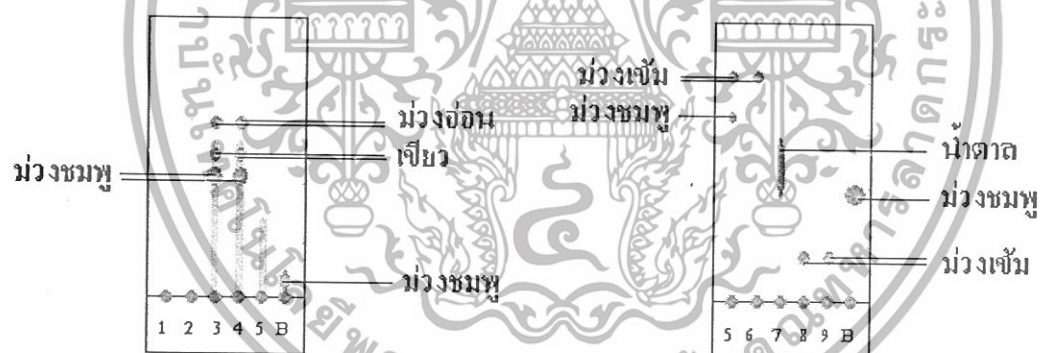 ม่วงอ่อน
เขียว
ม่วงชมพู
ม่วงชมพู
1 2 3 4 5 B
ม่วงเข้ม
ม่วงชมพู
น้ำตาล
ม่วงชมพู
ม่วงเข้ม
5 6 7 8 9 B